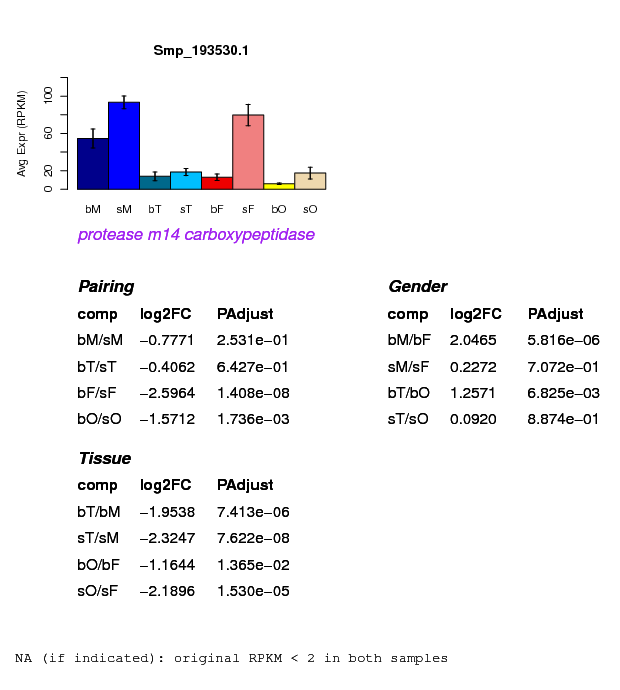 Smp_193530.1
Avg Expr (RPKM)
0 20 60 100
bM sM bT sT bF sF bO sO
protease m14 carboxypeptidase
Pairing
comp log2FC PAdjust
bM/sM −0.7771 2.531e−01
bT/sT −0.4062 6.427e−01
bF/sF −2.5964 1.408e−08
bO/sO −1.5712 1.736e−03
Gender
comp log2FC PAdjust
bM/bF 2.0465 5.816e−06
sM/sF 0.2272 7.072e−01
bT/bO 1.2571 6.825e−03
sT/sO 0.0920 8.874e−01
Tissue
comp log2FC PAdjust
bT/bM −1.9538 7.413e−06
sT/sM −2.3247 7.622e−08
bO/bF −1.1644 1.365e−02
sO/sF −2.1896 1.530e−05
NA (if indicated): original RPKM < 2 in both samples